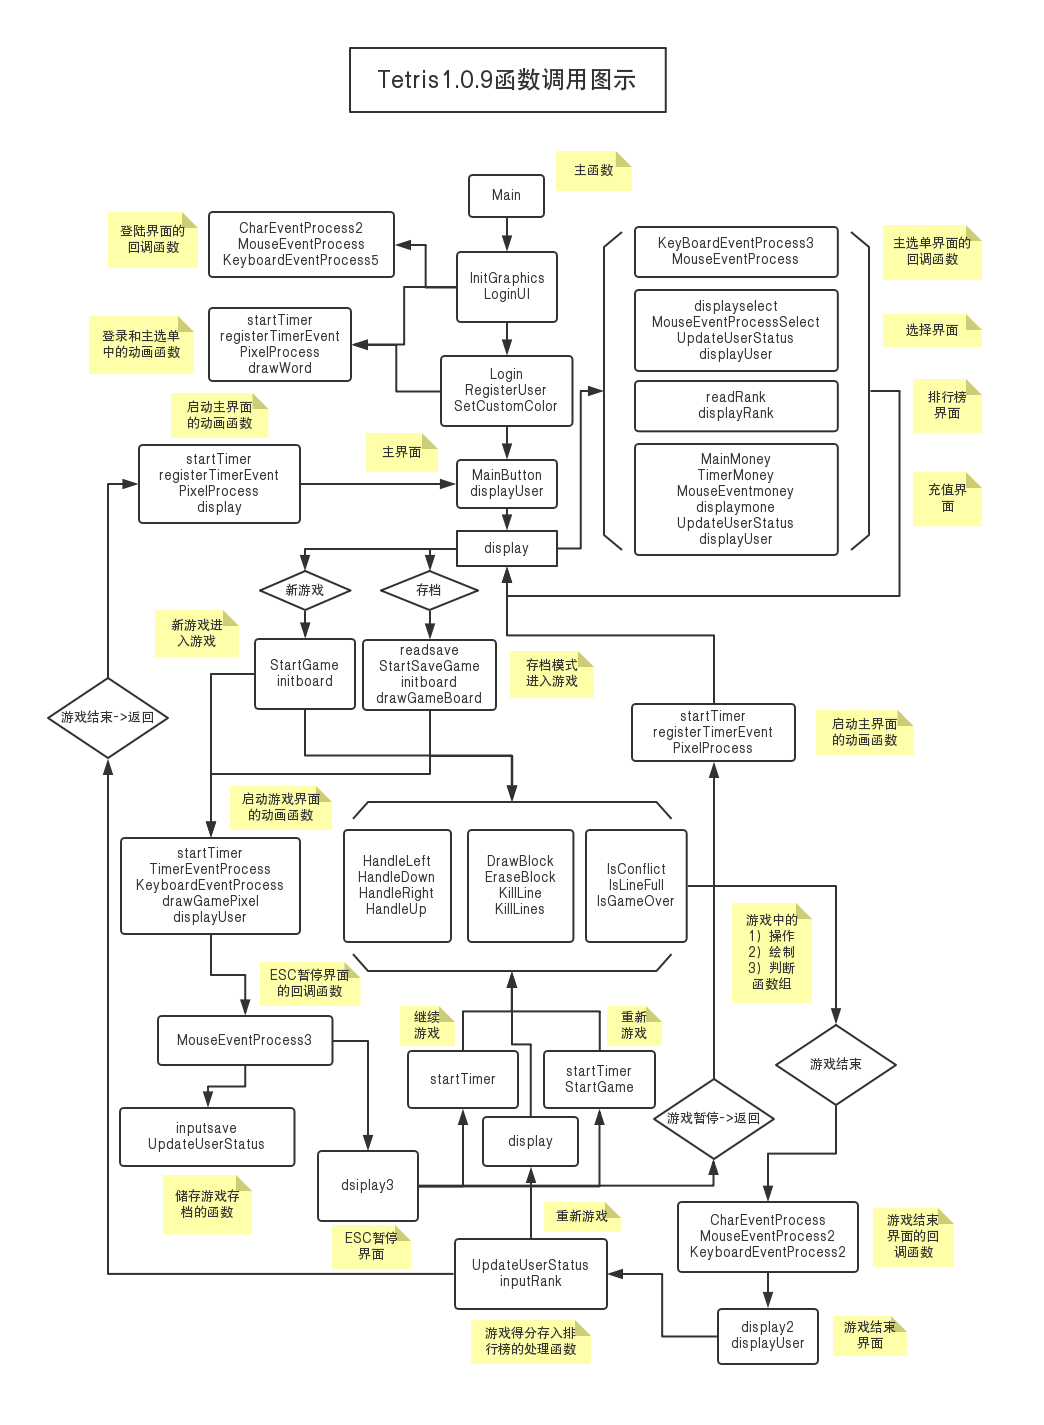 Tetris1.0.9函数调用图示
主函数
Main
登陆界面的
回调函数
CharEventProcess2
MouseEventProcess
KeyboardEventProcess5
InitGraphics
LoginUI
KeyBoardEventProcess3
MouseEventProcess
主选单界面的
回调函数
登录和主选单
中的动画函数
startTimer
registerTimerEvent
PixelProcess
drawWord
displayselect
MouseEventProcessSelect
UpdateUserStatus
displayUser
选择界面
Login
RegisterUser
SetCustomColor
readRank
displayRank
排行榜
界面
启动主界面
的动画函数
startTimer
registerTimerEvent
PixelProcess
display
主界面
MainButton
displayUser
MainMoney
TimerMoney
MouseEventmoney
displaymone
UpdateUserStatus
displayUser
充值界
面
display
新游戏
存档
新游戏进
入游戏
StartGame
initboard
readsave
StartSaveGame
initboard
drawGameBoard
存档模式
进入游戏
游戏结束->返回
startTimer
registerTimerEvent
PixelProcess
启动主界面
的动画函数
启动游戏界面
的动画函数
startTimer
TimerEventProcess
KeyboardEventProcess
drawGamePixel
displayUser
HandleLeft
HandleDown
HandleRight
HandleUp
DrawBlock
EraseBlock
KillLine
KillLines
IsConflict
IsLineFull
IsGameOver
游戏中的
1）操作
2）绘制
3）判断
函数组
ESC暂停界面
的回调函数
MouseEventProcess3
继续
游戏
重新
游戏
startTimer
startTimer
StartGame
游戏结束
inputsave
UpdateUserStatus
display
游戏暂停->返回
储存游戏存
档的函数
dsiplay3
ESC暂停
界面
重新游戏
CharEventProcess
MouseEventProcess2
KeyboardEventProcess2
游戏结束
界面的回
调函数
UpdateUserStatus
inputRank
游戏得分存入排
行榜的处理函数
display2
displayUser
游戏结束
界面